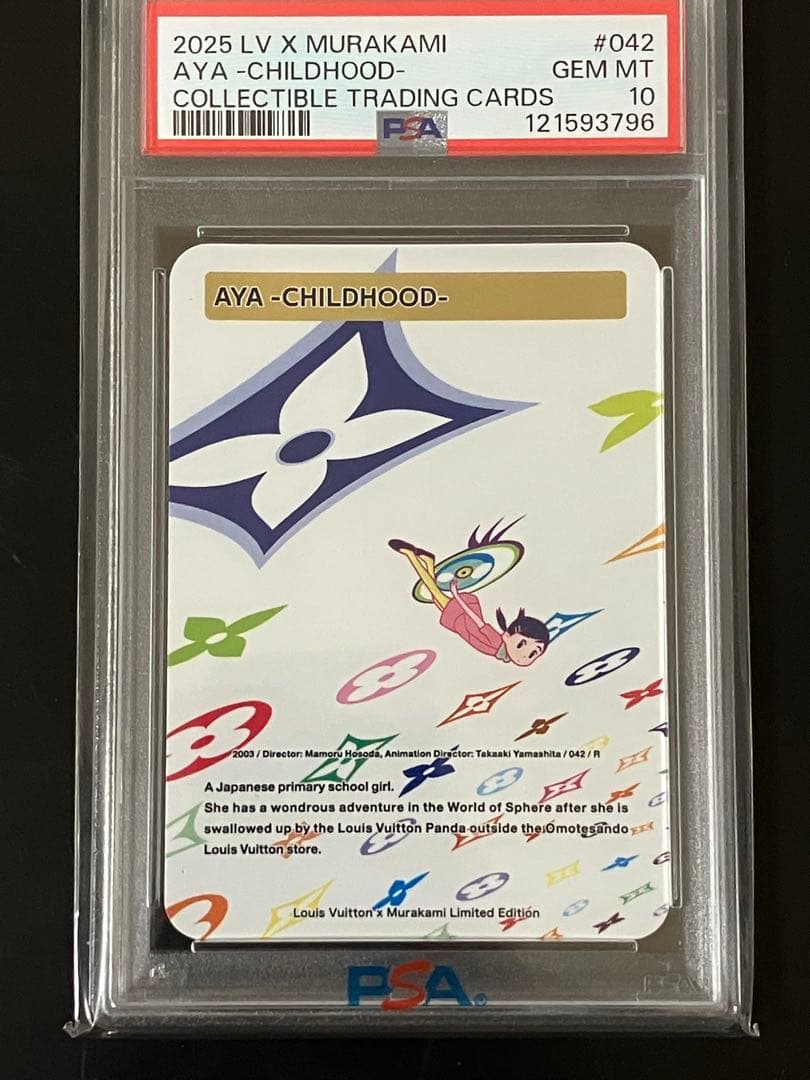 2025 LV X MURAKAMI #042
AYA -CHILDHOOD- GEM MT
COLLECTIBLE TRADING CARDS 10
PSA 121593796
AYA -CHILDHOOD-
2003 / Director: Mamoru Hosoda, Animation Director: Takaaki Yamashita / 042 / R
A Japanese primary school girl.
She has a wondrous adventure in the World of Sphere after she is
swallowed up by the Louis Vuitton Panda outside the Omotesando
Louis Vuitton store.
Louis Vuitton x Murakami Limited Edition
PSA®